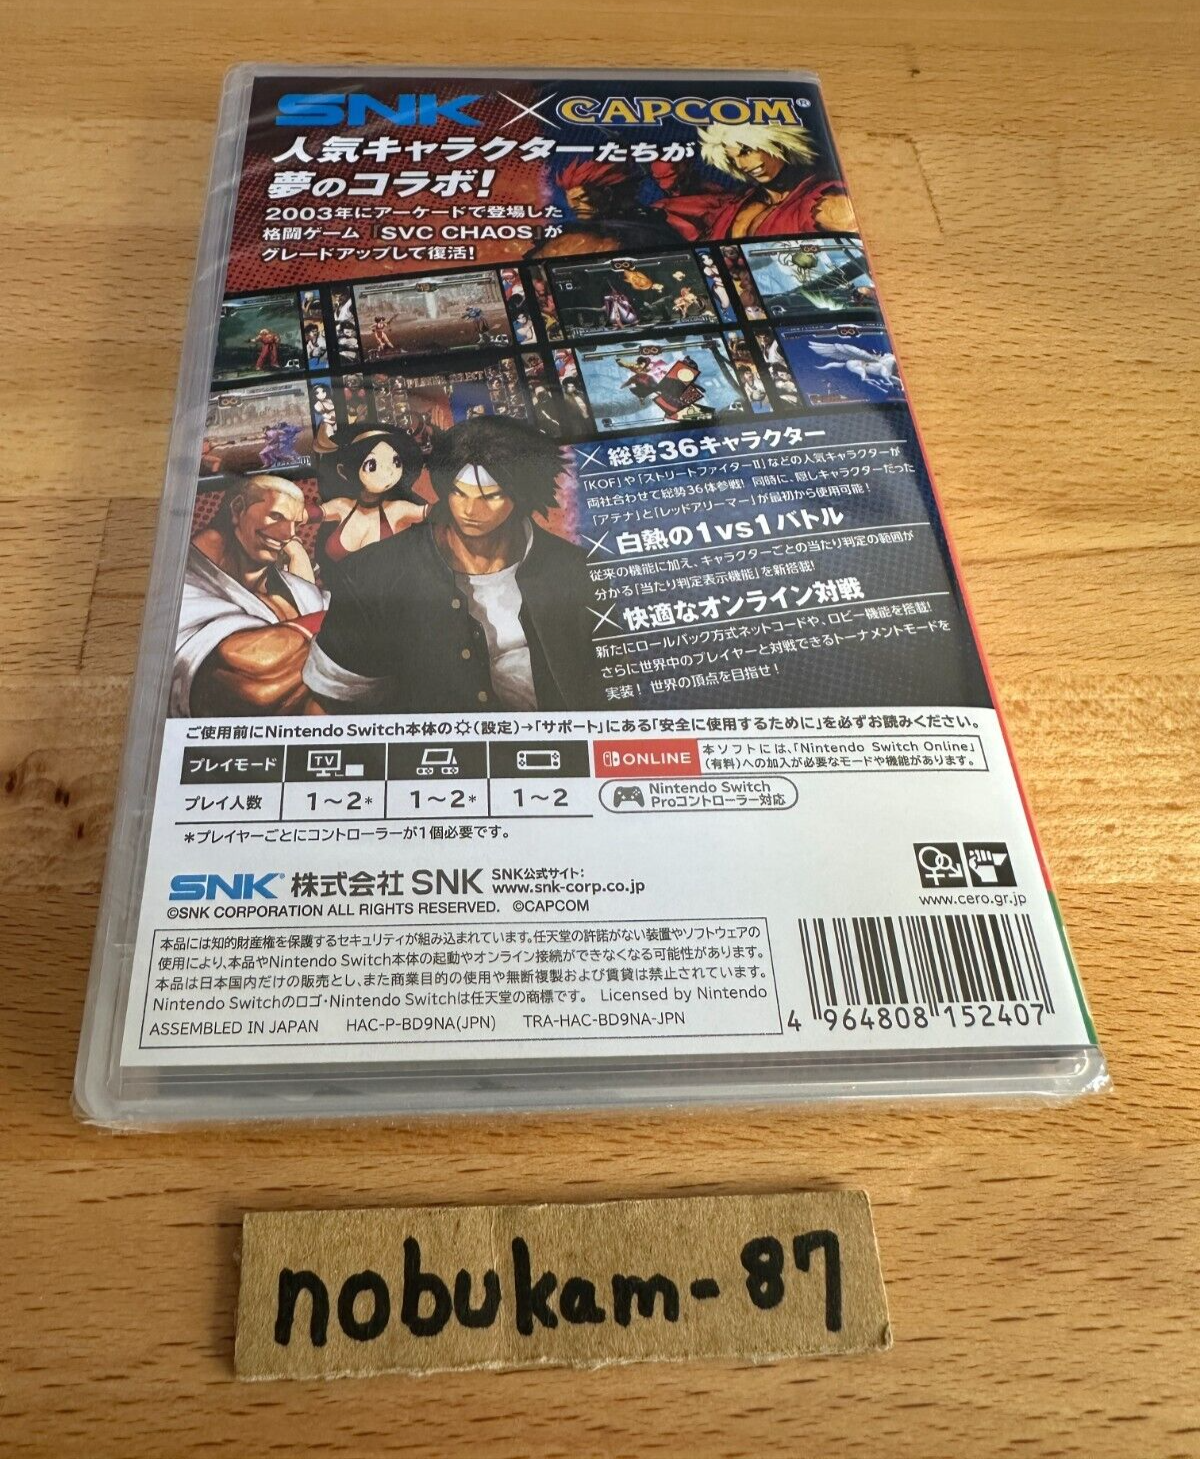 SNK × CAPCOM®
人気キャラクターたちが
夢のコラボ!
2003年にアーケードで登場した
格闘ゲーム『SVC CHAOS』が
グレードアップして復活!
総勢36キャラクター
「KOF」や「ストリートファイターII」などの人気キャラクターが
両社合わせて総勢36体参戦! 同時に、隠しキャラクターだった
「アテナ」と「レッドアリーマー」が最初から使用可能!
白熱の1vs1バトル
従来の機能に加え、キャラクターごとの当たり判定の範囲が
分かる「当たり判定表示機能」を新搭載!
快適なオンライン対戦
新たにロールバック方式ネットコードや、ロビー機能を搭載!
さらに世界中のプレイヤーと対戦できるトーナメントモードを
実装! 世界の頂点を目指せ!
ご使用前にNintendo Switch本体の(設定)→「サポート」にある「安全に使用するために」を必ずお読みください。
プレイモード TV
プレイ人数 1~2* 1~2* 1~2
*プレイヤーごとにコントローラーが1個必要です。
ONLINE
本ソフトには、「Nintendo Switch Online」
(有料)への加入が必要なモードや機能があります。
Nintendo Switch
Proコントローラー対応
SNK® 株式会社 SNK SNK公式サイト:
www.snk-corp.co.jp
©SNK CORPORATION ALL RIGHTS RESERVED. ©CAPCOM
www.cero.gr.jp
本品には知的財産権を保護するセキュリティが組み込まれています。任天堂の許諾がない装置やソフトウェアの
使用により、本品やNintendo Switch本体の起動やオンライン接続ができなくなる可能性があります。
本品は日本国内だけの販売とし、また商業目的の使用や無断複製および賃貸は禁止されています。
Nintendo Switchのロゴ・Nintendo Switchは任天堂の商標です。 Licensed by Nintendo
ASSEMBLED IN JAPAN HAC-P-BD9NA(JPN) TRA-HAC-BD9NA-JPN
4 964808 152407
nobukam-87